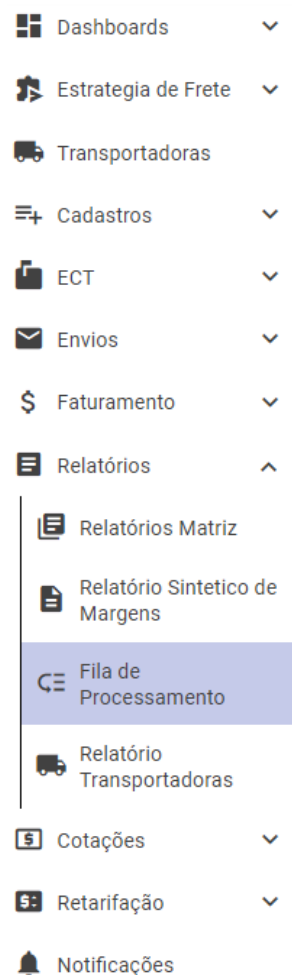 Dashboards
Estrategia de Frete
Transportadoras
Cadastros
ECT
Envios
Faturamento
Relatórios
Relatórios Matriz
Relatório Sintetico de
Margens
Fila de
Processamento
Relatório
Transportadoras
Cotações
Retarifação
Notificações